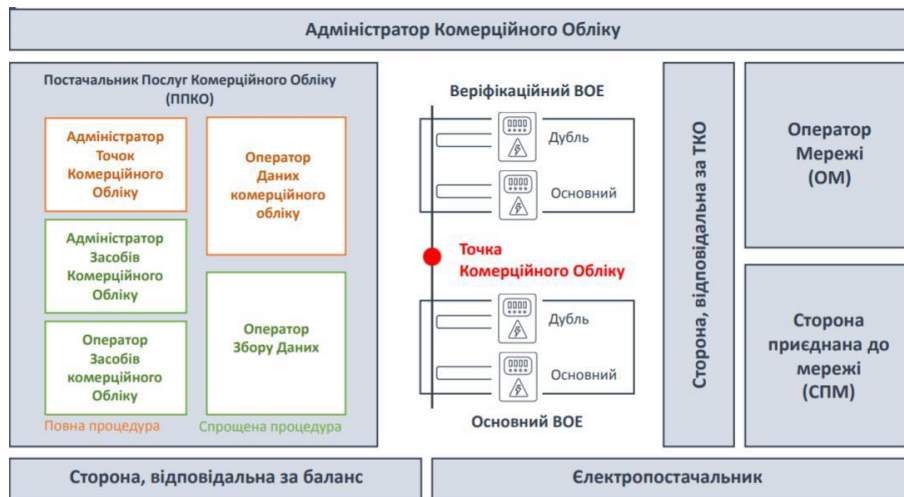 Адміністратор Комерційного Обліку
Постачальник Послуг Комерційного Обліку
(ППКО)
Адміністратор
Точок
Комерційного
Обліку
Оператор
Даних
комерційного
обліку
Адміністратор
Засобів
Комерційного
Обліку
Оператор
Збору Даних
Оператор
Засобів
комерційного
Обліку
Повна процедура
Спрощена процедура
Веріфікаційний ВОЕ
Дубль
Основний
Точка
Комерційного Обліку
Дубль
Основний
Основний ВОЕ
Сторона, відповідальна за ТКО
Оператор
Мережі
(ОМ)
Сторона
приєднана до
мережі
(СПМ)
Сторона, відповідальна за баланс
Єлектропостачальник